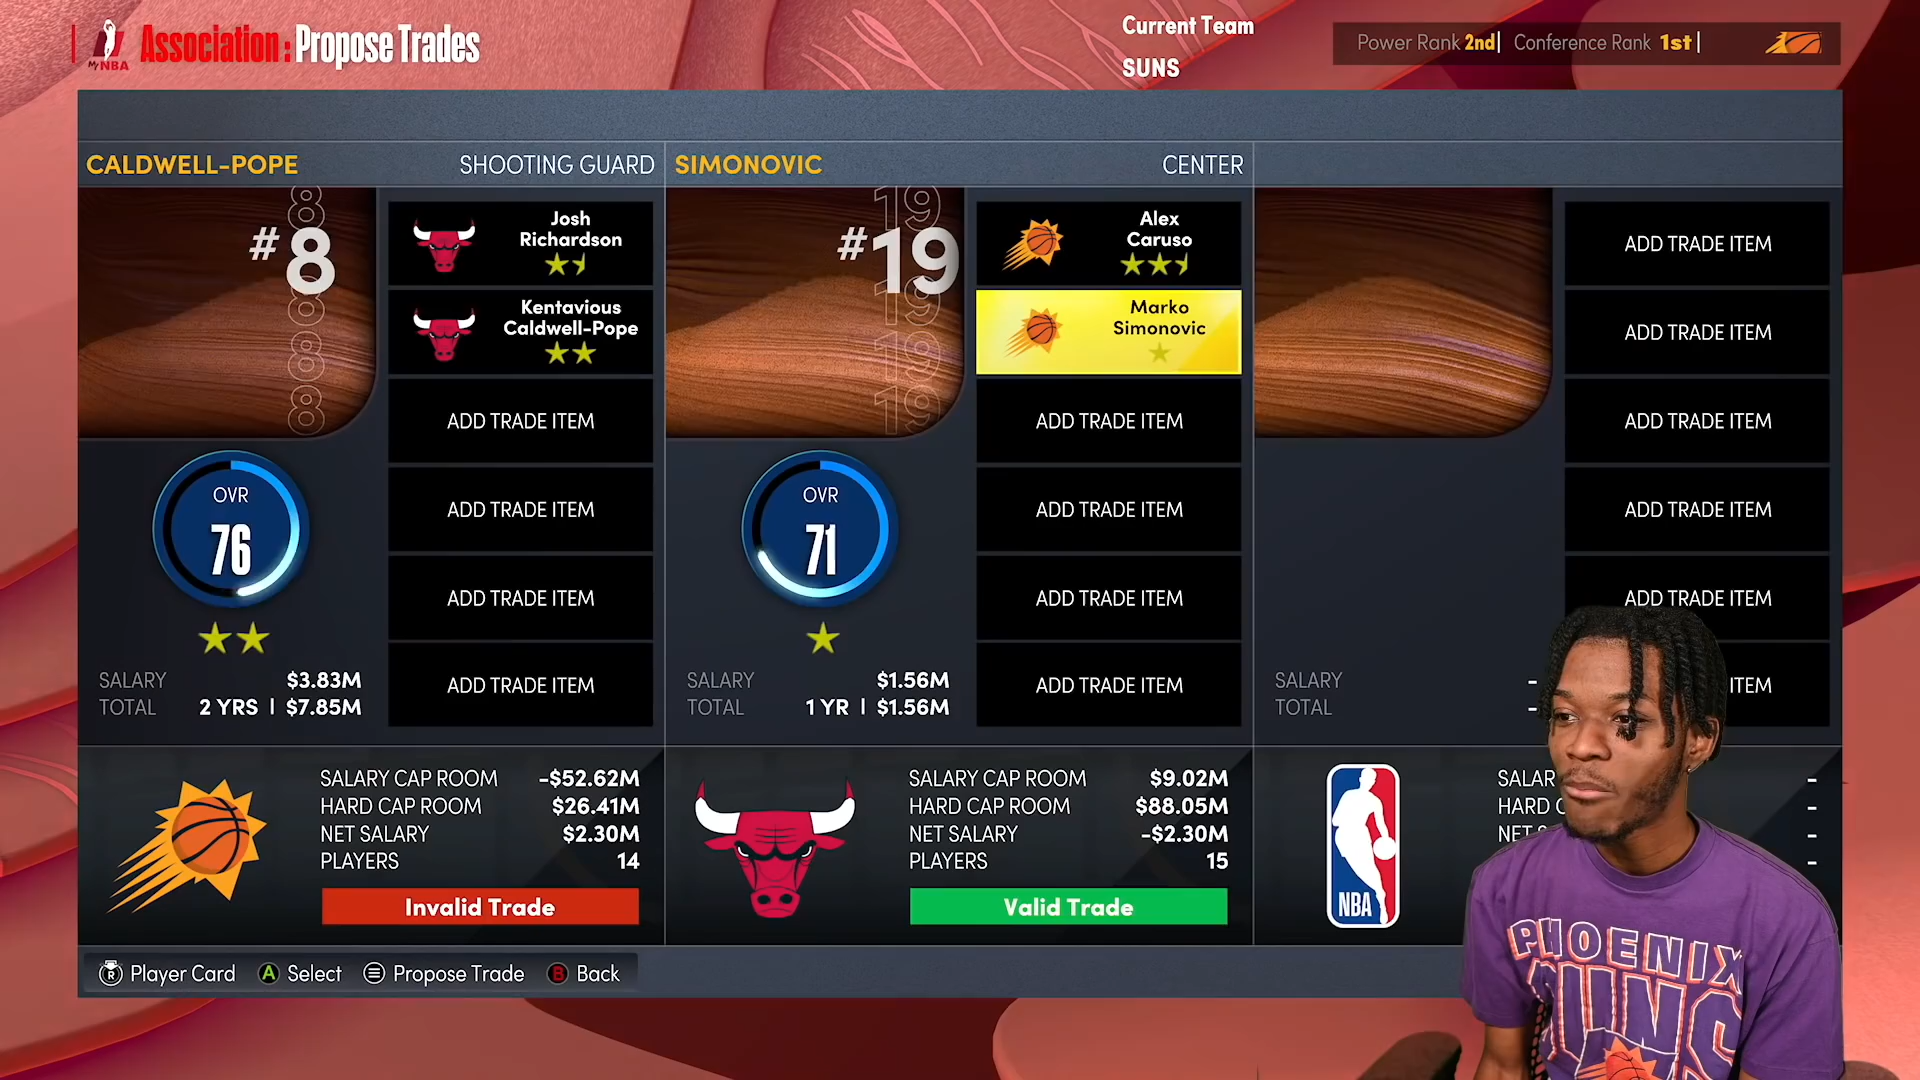 MyNBA
Association: Propose Trades
Current Team
SUNS
Power Rank 2nd| Conference Rank 1st |
CALDWELL-POPE SHOOTING GUARD
#8
Josh
Richardson
Kentavious
Caldwell-Pope
ADD TRADE ITEM
ADD TRADE ITEM
ADD TRADE ITEM
ADD TRADE ITEM
OVR
76
SALARY $3.83M
TOTAL 2 YRS | $7.85M
SIMONOVIC CENTER
#19
Alex
Caruso
Marko
Simonovic
ADD TRADE ITEM
ADD TRADE ITEM
ADD TRADE ITEM
ADD TRADE ITEM
OVR
71
SALARY $1.56M
TOTAL 1 YR | $1.56M
ADD TRADE ITEM
ADD TRADE ITEM
ADD TRADE ITEM
ADD TRADE ITEM
ADD TRADE ITEM
ITEM
SALARY -
TOTAL -
SALARY CAP ROOM -$52.62M
HARD CAP ROOM $26.41M
NET SALARY $2.30M
PLAYERS 14
Invalid Trade
SALARY CAP ROOM $9.02M
HARD CAP ROOM $88.05M
NET SALARY -$2.30M
PLAYERS 15
Valid Trade
NBA
SALAR -
HARD C -
NET S -
-
R Player Card A Select Propose Trade B Back
PHOENIX
SUNS